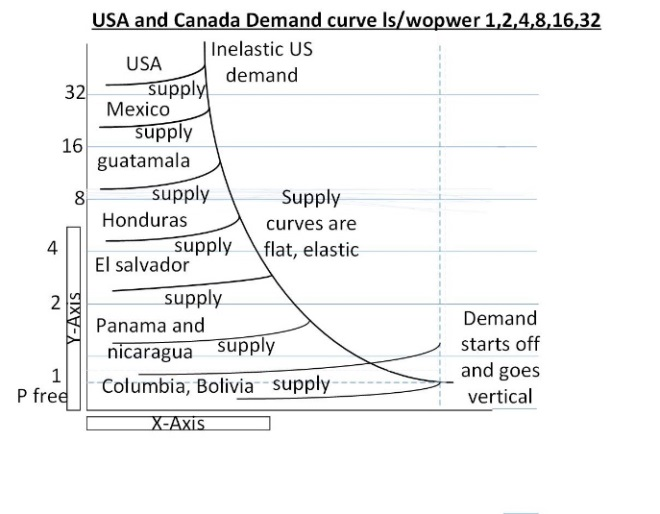 USA and Canada Demand curve ls/wopwer 1,2,4,8,16,32
Inelastic US
demand
USA
supply
32
Mexico
supply
16
guatamala
supply
8
Supply
curves are
flat, elastic
Honduras
supply
4
El salvador
supply
2
Y-Axis
Panama and
nicaragua
supply
Demand
starts off
and goes
vertical
1
Columbia, Bolivia
supply
P free
X-Axis